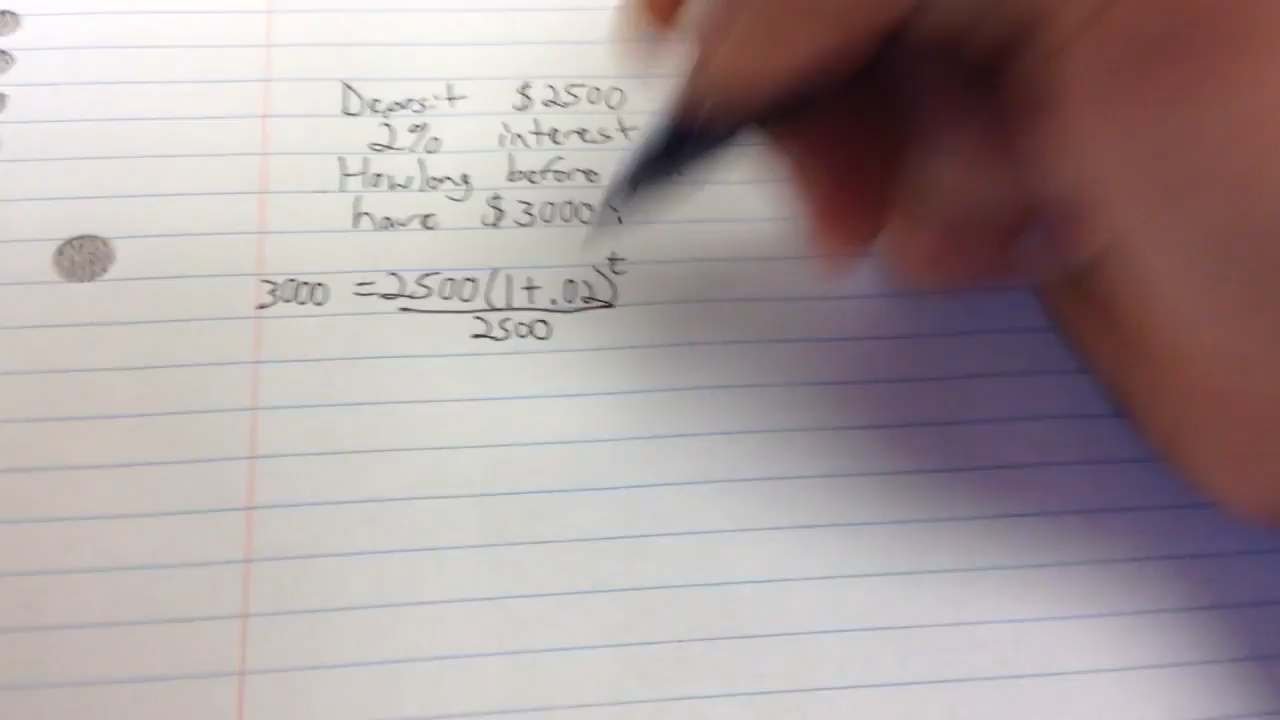 Deposit $2500
2% interest
How long before
have $3000
3000 = 2500(1+.02)^t
2500